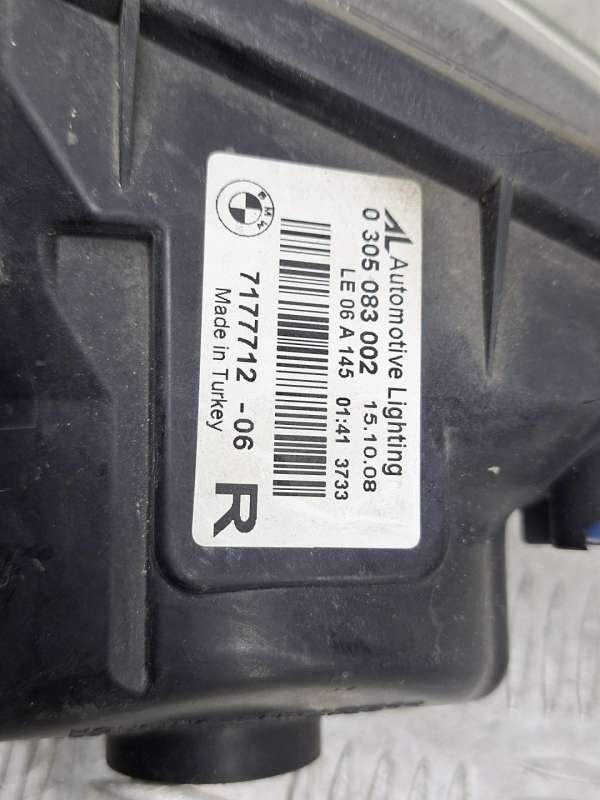 AL Automotive Lighting
0 305 083 002 15.10.08
LE 06 A 145 01:41 3733
BMW
7177712 -06
Made in Turkey
R